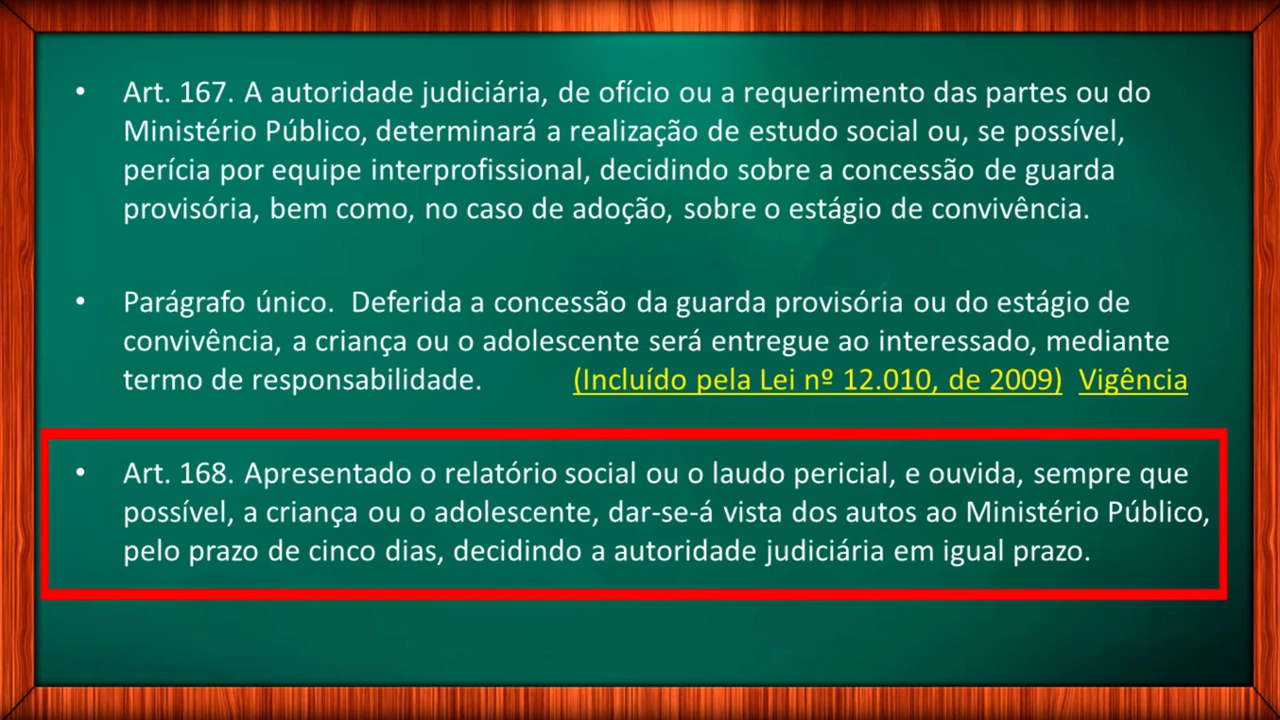 • Art. 167. A autoridade judiciária, de ofício ou a requerimento das partes ou do
Ministério Público, determinará a realização de estudo social ou, se possível,
perícia por equipe interprofissional, decidindo sobre a concessão de guarda
provisória, bem como, no caso de adoção, sobre o estágio de convivência.
• Parágrafo único. Deferida a concessão da guarda provisória ou do estágio de
convivência, a criança ou o adolescente será entregue ao interessado, mediante
termo de responsabilidade. (Incluído pela Lei nº 12.010, de 2009) Vigência
• Art. 168. Apresentado o relatório social ou o laudo pericial, e ouvida, sempre que
possível, a criança ou o adolescente, dar-se-á vista dos autos ao Ministério Público,
pelo prazo de cinco dias, decidindo a autoridade judiciária em igual prazo.